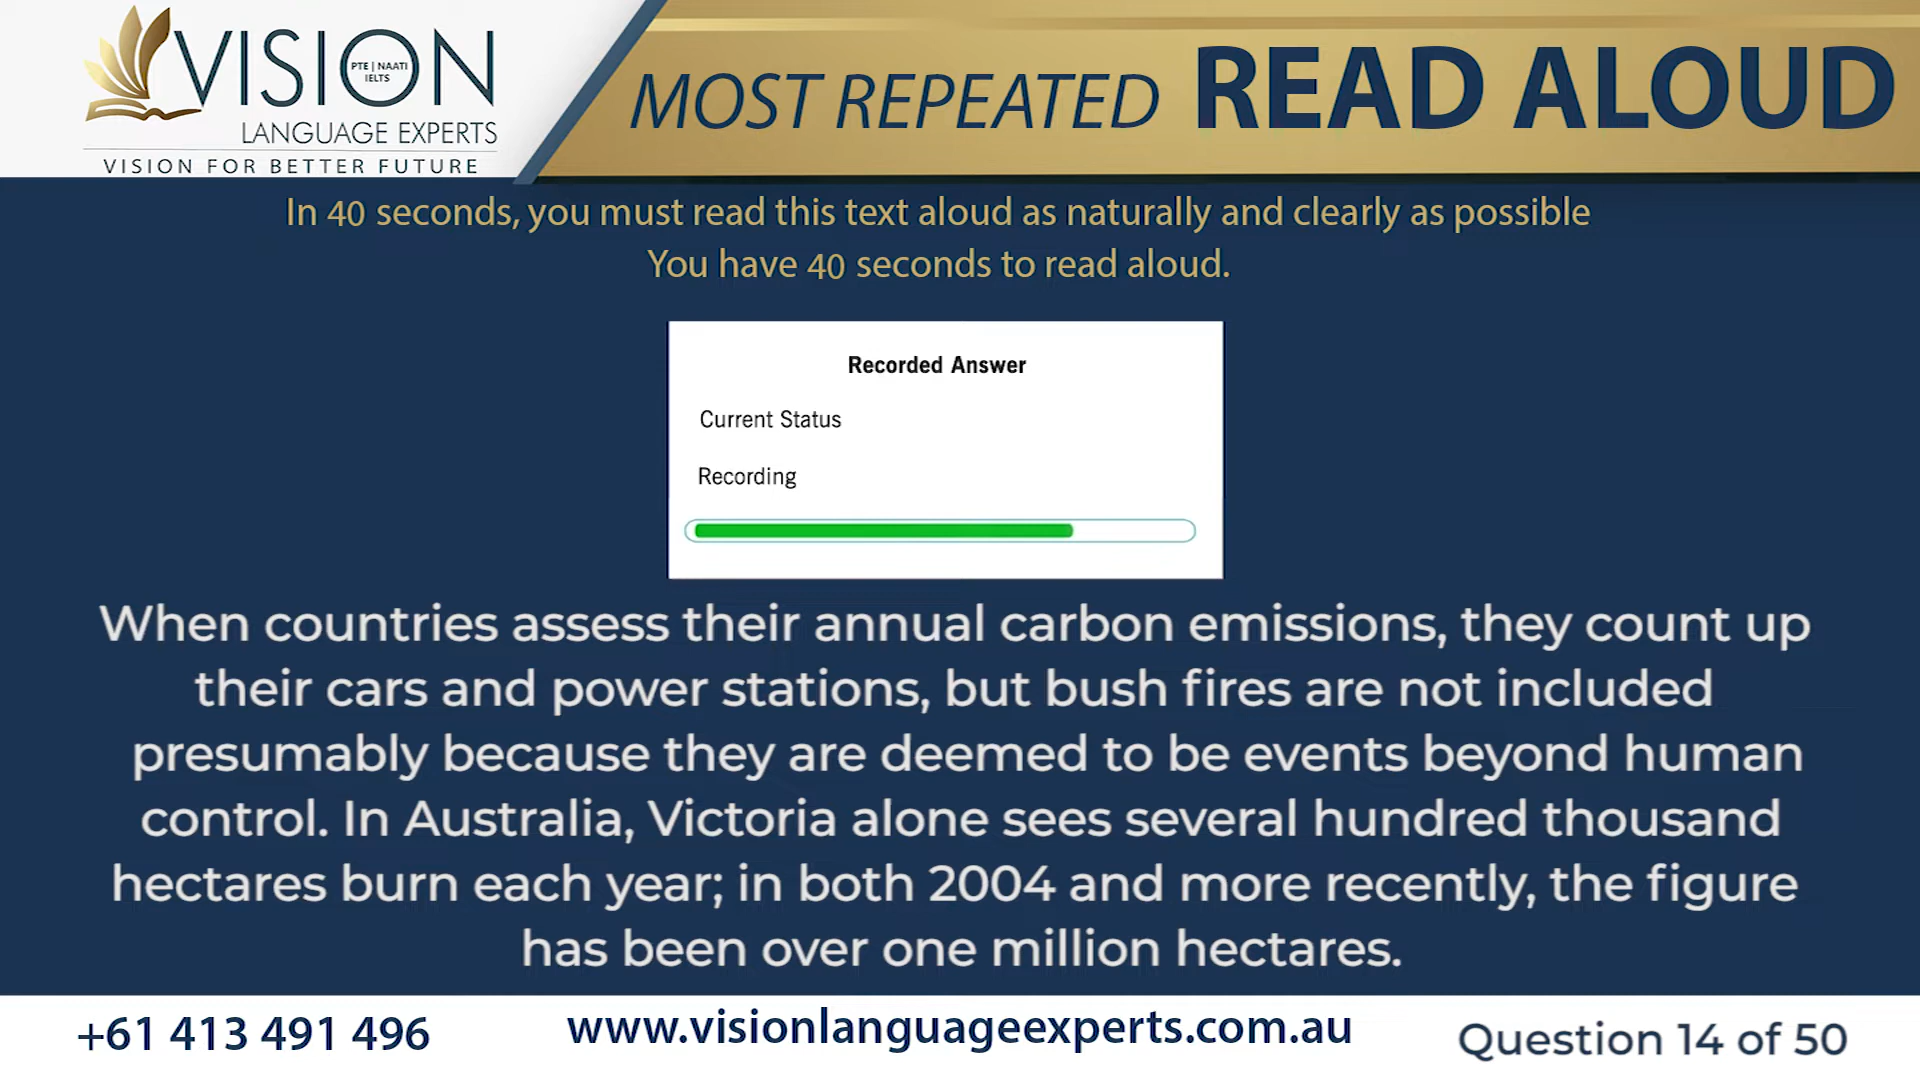 VISION
PTE | NAATI
IELTS
LANGUAGE EXPERTS
VISION FOR BETTER FUTURE
MOST REPEATED READ ALOUD
In 40 seconds, you must read this text aloud as naturally and clearly as possible
You have 40 seconds to read aloud.
Recorded Answer
Current Status
Recording
When countries assess their annual carbon emissions, they count up
their cars and power stations, but bush fires are not included
presumably because they are deemed to be events beyond human
control. In Australia, Victoria alone sees several hundred thousand
hectares burn each year; in both 2004 and more recently, the figure
has been over one million hectares.
+61 413 491 496
www.visionlanguageexperts.com.au
Question 14 of 50